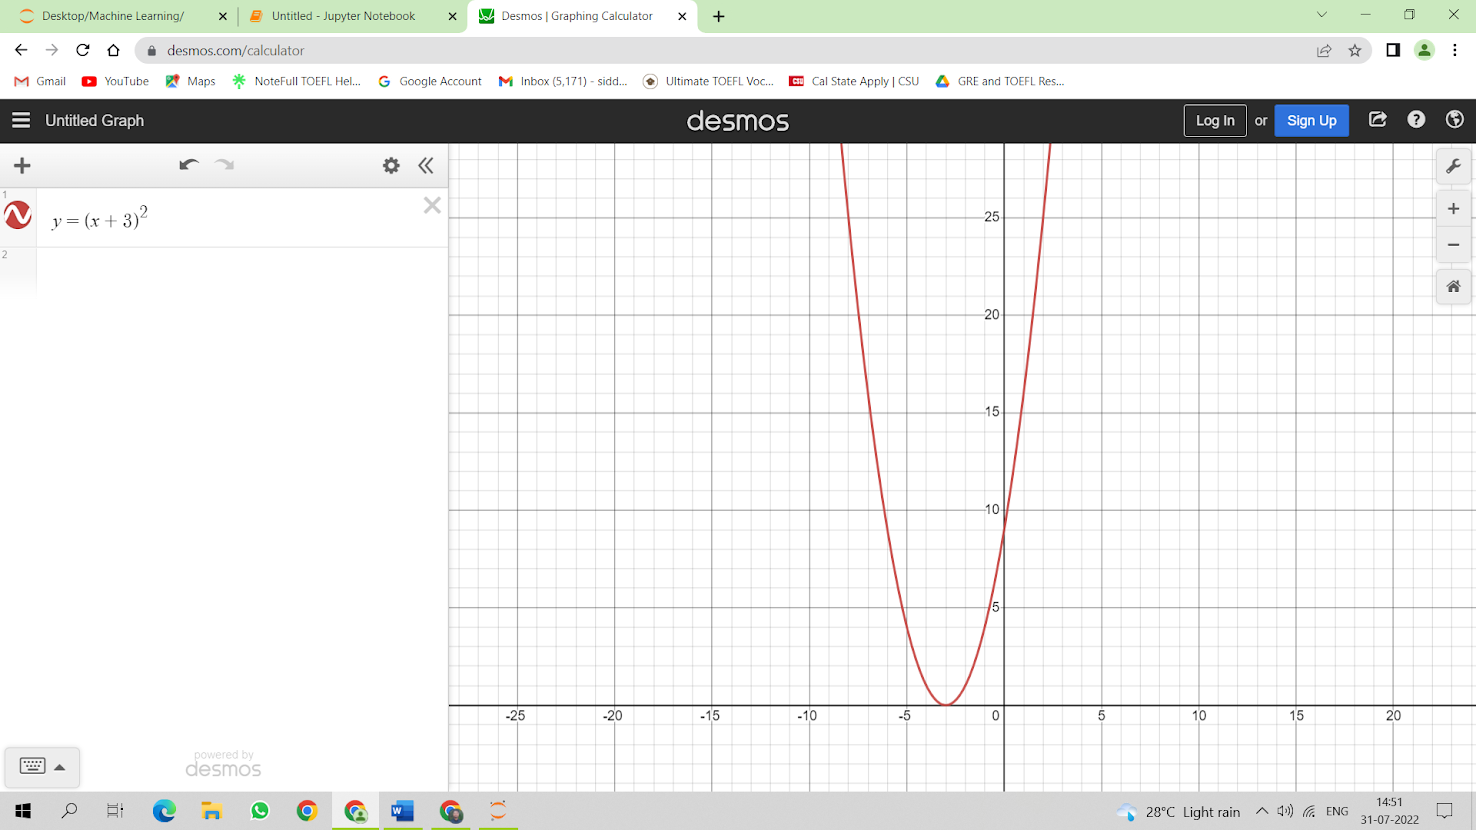 Desktop/Machine Learning/
Untitled - Jupyter Notebook
Desmos | Graphing Calculator
desmos.com/calculator
Gmail
YouTube
Maps
NoteFull TOEFL Hel...
Google Account
Inbox (5,171) - sidd...
Ultimate TOEFL Voc...
CSU
Cal State Apply | CSU
GRE and TOEFL Res...
Untitled Graph
desmos
Log In or Sign Up
1
y = (x + 3)²
2
25
20
15
10
5
-25 -20 -15 -10 -5 0 5 10 15 20
powered by
desmos
28°C Light rain
ENG
14:51
31-07-2022